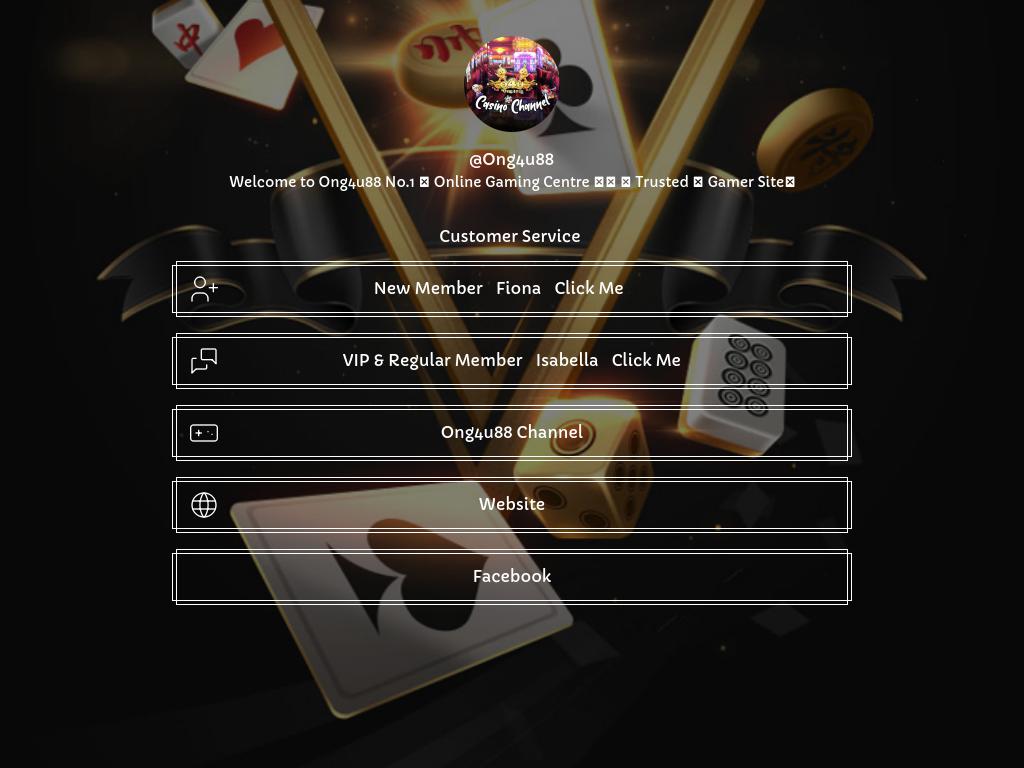 Casino Channel
@Ong4u88
Welcome to Ong4u88 No.1 Online Gaming Centre Trusted Gamer Site
Customer Service
New Member Fiona Click Me
VIP & Regular Member Isabella Click Me
Ong4u88 Channel
Website
Facebook